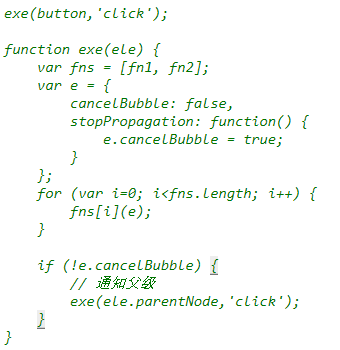 exe(button,'click');
function exe(ele) {
var fns = [fn1, fn2];
var e = {
cancelBubble: false,
stopPropagation: function() {
e.cancelBubble = true;
}
};
for (var i=0; i<fns.length; i++) {
fns[i](e);
}
if (!e.cancelBubble) {
// 通知父级
exe(ele.parentNode,'click');
}
}